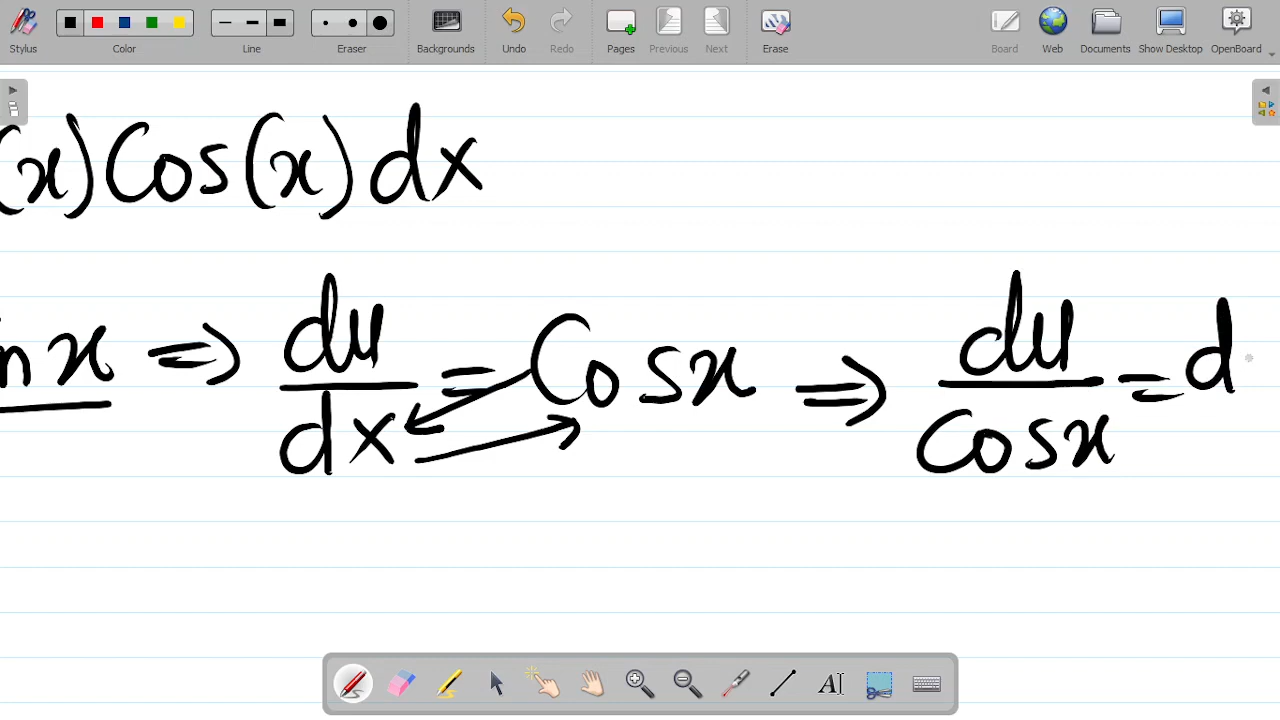 Stylus Color Line Eraser Backgrounds Undo Redo Pages Previous Next Erase Board Web Documents Show Desktop OpenBoard
(x) Cos(x) dx
n x ⇒ du/dx = Cosx ⇒ du/Cosx = d